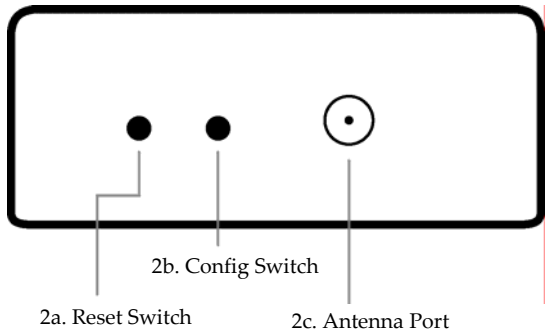 2b. Config Switch
2a. Reset Switch
2c. Antenna Port